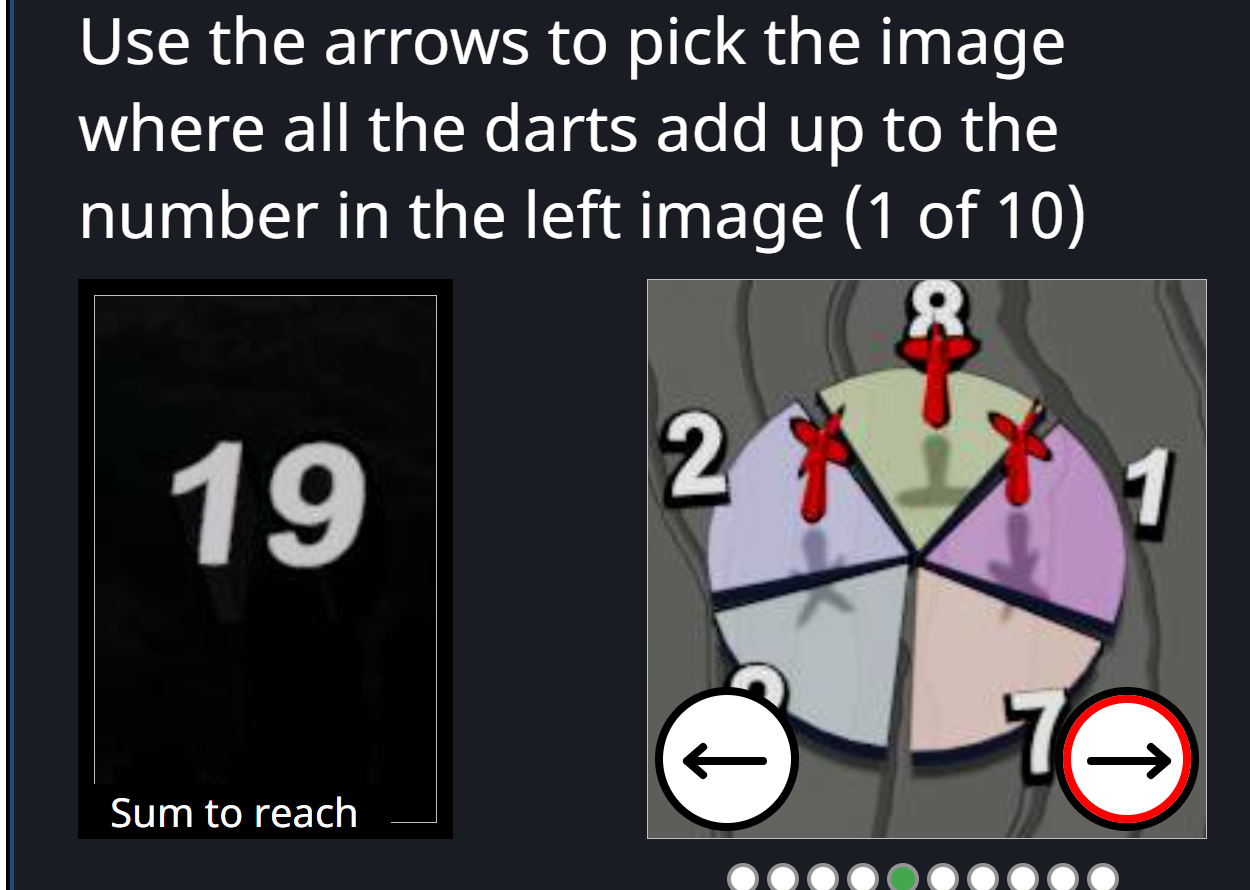 Use the arrows to pick the image
where all the darts add up to the
number in the left image (1 of 10)
19
Sum to reach
8
2
1
7